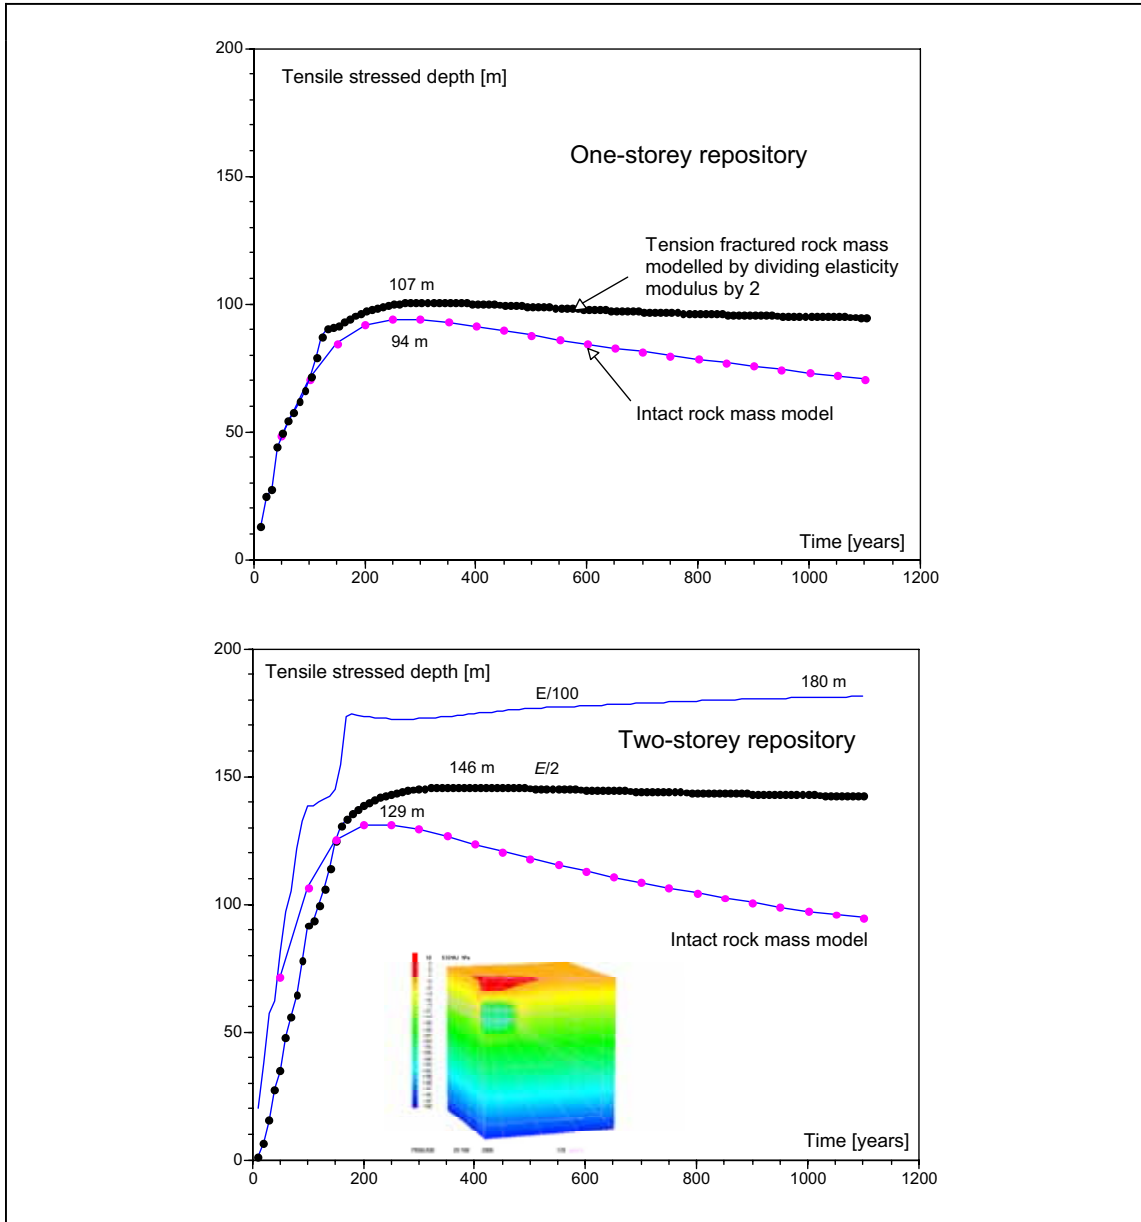 200
Tensile stressed depth [m]
One-storey repository
150
Tension fractured rock mass
modelled by dividing elasticity
modulus by 2
107 m
100
94 m
Intact rock mass model
50
Time [years]
0
0 200 400 600 800 1000 1200
200
Tensile stressed depth [m]
180 m
E/100
Two-storey repository
150
146 m E/2
129 m
100
Intact rock mass model
50
Time [years]
0
0 200 400 600 800 1000 1200